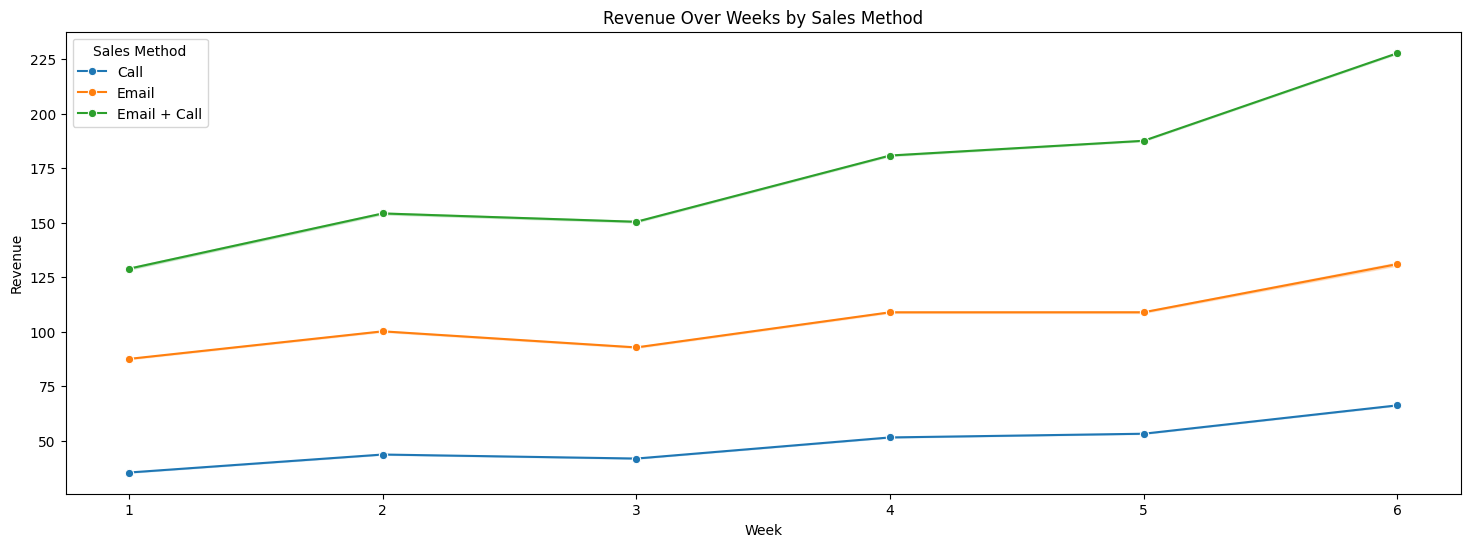 Revenue Over Weeks by Sales Method
Sales Method
Call
Email
Email + Call
Revenue
225
200
175
150
125
100
75
50
1 2 3 4 5 6
Week